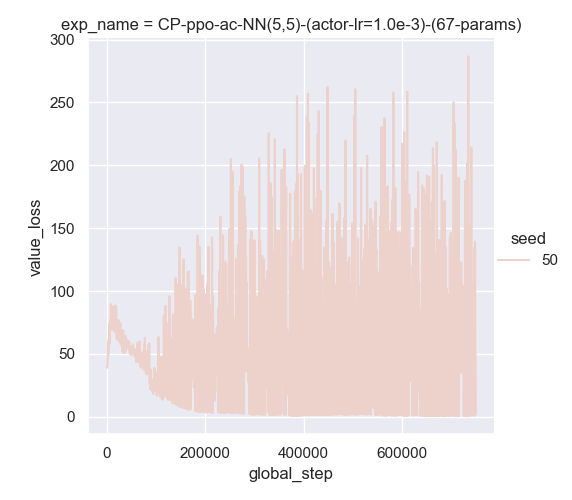 exp_name = CP-ppo-ac-NN(5,5)-(actor-lr=1.0e-3)-(67-params)
300
250
200
150
100
50
0
value_loss
0 200000 400000 600000
global_step
seed
50